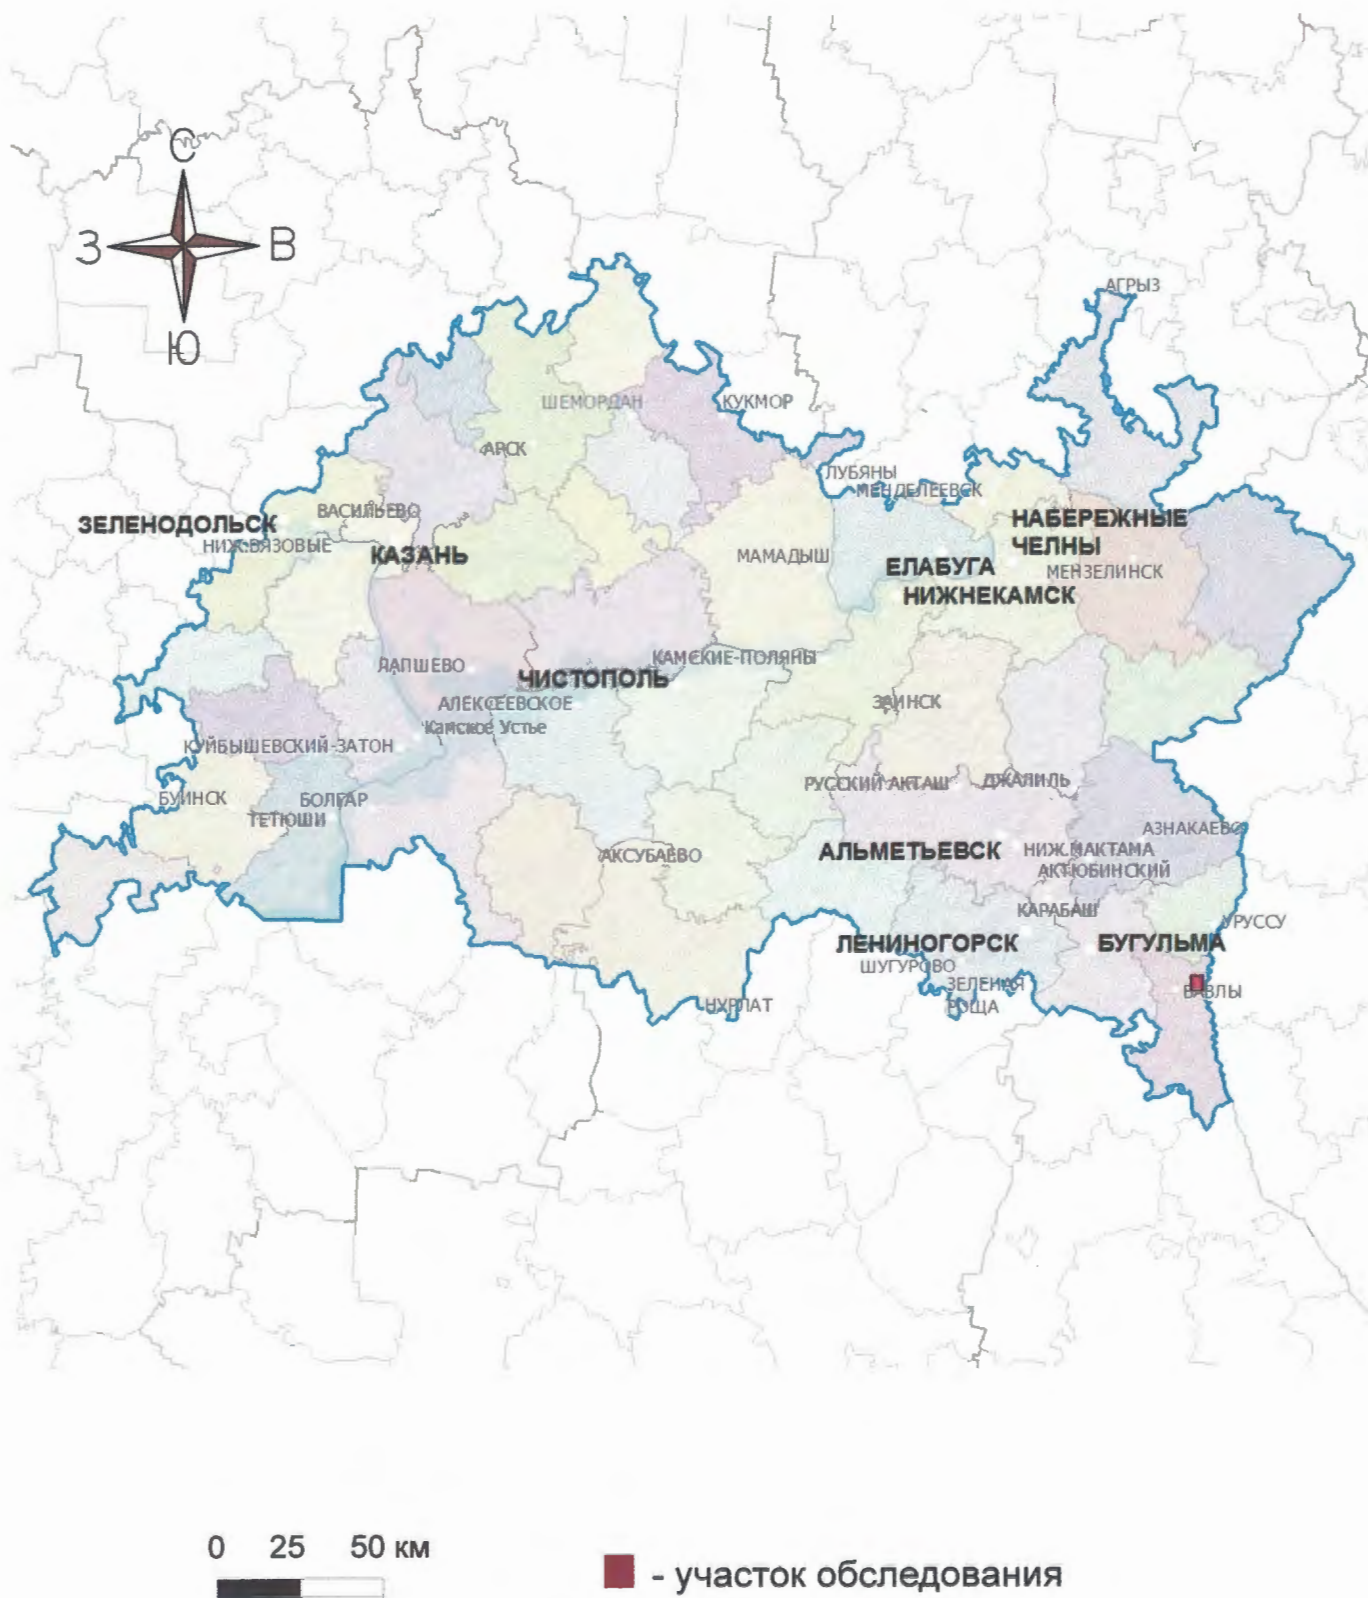 С
З В
Ю
АГРЫЗ
ШЕМОРДАН
КУКМОР
АРСК
ЛУБЯНЫ
МЕНДЕЛЕЕВСК
ВАСИЛЬЕВО
ЗЕЛЕНОДОЛЬСК
НИЖ.ВЯЗОВЫЕ
КАЗАНЬ
НАБЕРЕЖНЫЕ
ЧЕЛНЫ
МАМАДЫШ
ЕЛАБУГА
МЕНЗЕЛИНСК
НИЖНЕКАМСК
ЛАПШЕВО
КАМСКИЕ-ПОЛЯНЫ
ЧИСТОПОЛЬ
АЛЕКСЕЕВСКОЕ
ЗАИНСК
Камское Устье
КУЙБЫШЕВСКИЙ-ЗАТОН
РУССКИЙ АКТАШ
ДЖАЛИЛЬ
БУИНСК
БОЛГАР
ТЕТЮШИ
АЗНАКАЕВО
АКСУБАЕВО
АЛЬМЕТЬЕВСК
НИЖ.МАКТАМА
АКТЮБИНСКИЙ
КАРАБАШ
УРУССУ
ЛЕНИНОГОРСК
БУГУЛЬМА
ШУГУРОВО
ЗЕЛЕНАЯ
РОЩА
БАВЛЫ
НУРЛАТ
0 25 50 км
- участок обследования